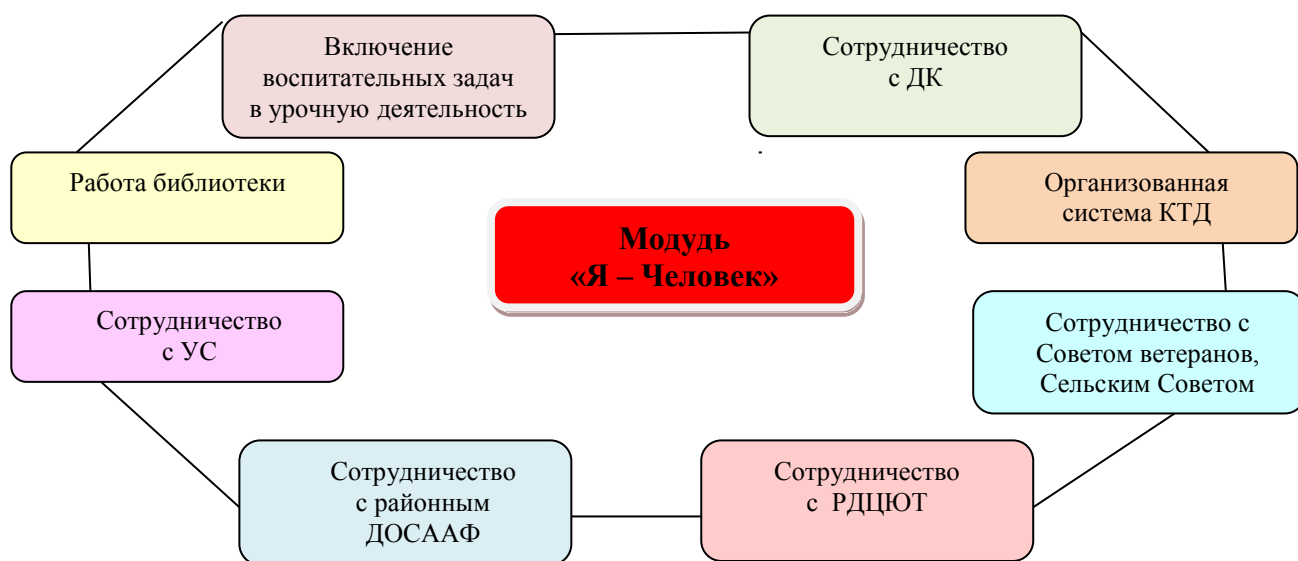 Включение
воспитательных задач
в урочную деятельность
Сотрудничество
с ДК
Работа библиотеки
Организованная
система КТД
Модудь
«Я – Человек»
Сотрудничество
с УС
Сотрудничество с
Советом ветеранов,
Сельским Советом
Сотрудничество
с районным
ДОСААФ
Сотрудничество
с РДЦЮТ